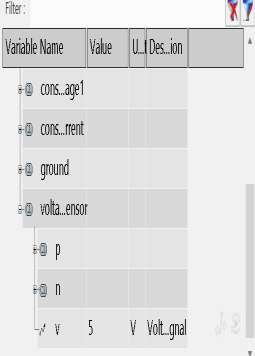 Filter :
Variable Name Value U...t Des...ion
cons...age1
cons...rrent
ground
volta...ensor
p
n
v 5 V Volt...gnal